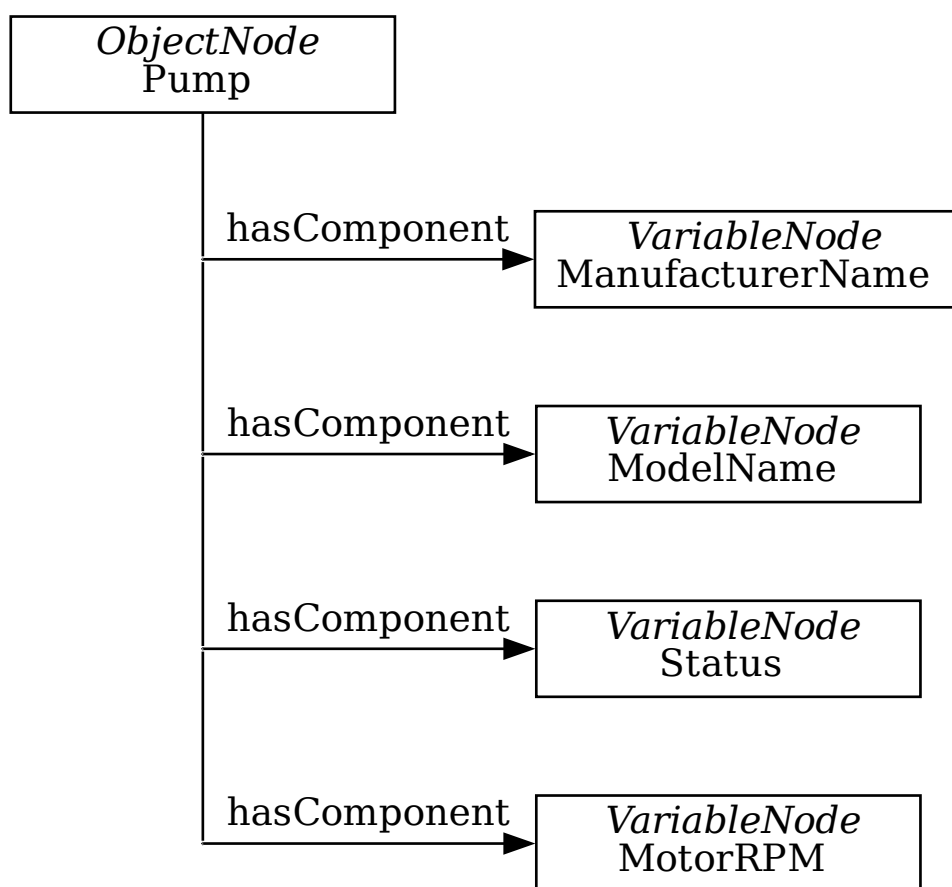 ObjectNode
Pump
hasComponent
VariableNode
ManufacturerName
hasComponent
VariableNode
ModelName
hasComponent
VariableNode
Status
hasComponent
VariableNode
MotorRPM